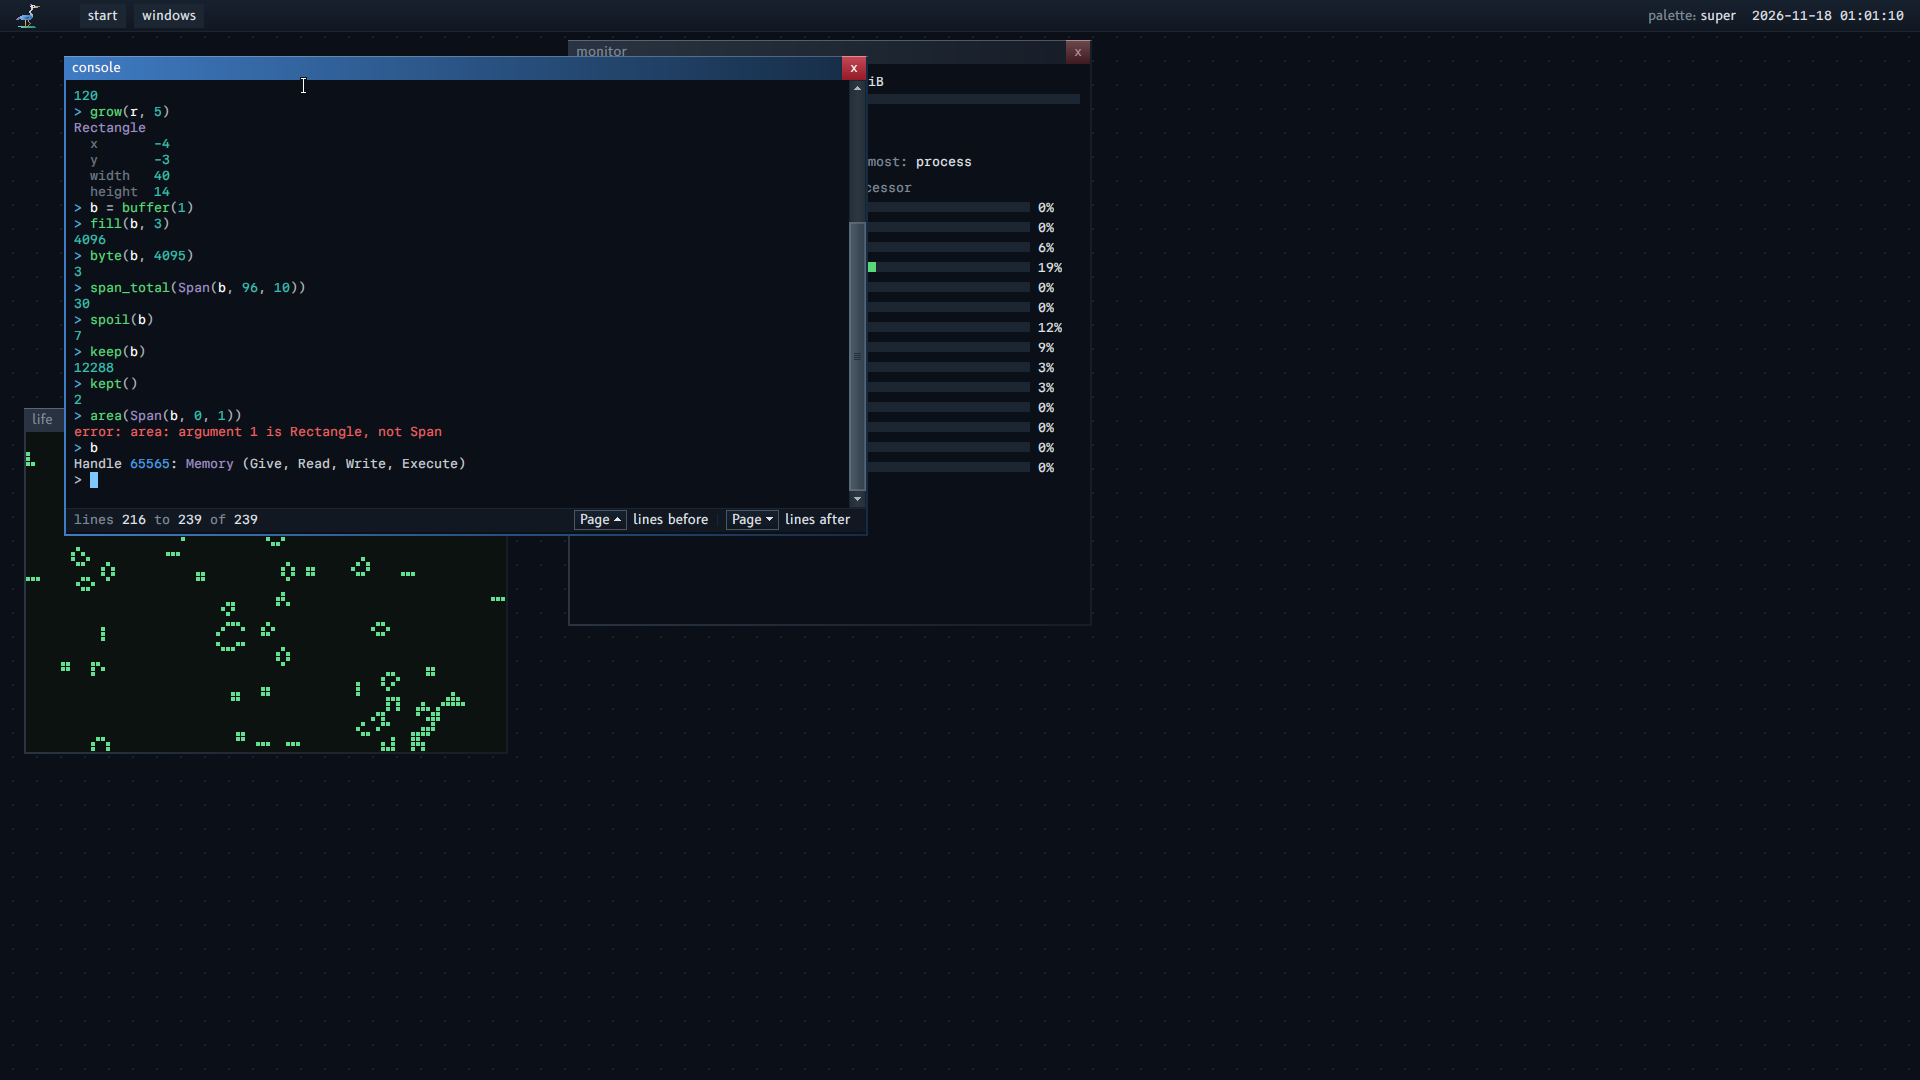 start windows palette: super 2026-11-18 01:01:10
monitor x
console x
iB
120
> grow(r, 5)
Rectangle
x -4
y -3
width 40
height 14
> b = buffer(1)
> fill(b, 3)
4096
> byte(b, 4095)
3
> span_total(Span(b, 96, 10))
30
> spoil(b)
7
> keep(b)
12288
> kept()
2
> area(Span(b, 0, 1))
error: area: argument 1 is Rectangle, not Span
> b
Handle 65565: Memory (Give, Read, Write, Execute)
>
lines 216 to 239 of 239 Page lines before Page lines after
most: process
cessor
0%
0%
6%
19%
0%
0%
12%
9%
3%
3%
0%
0%
0%
0%
life